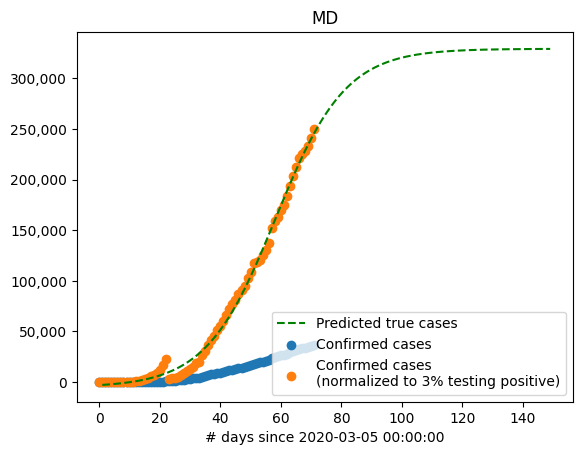 MD
300,000
250,000
200,000
150,000
100,000
50,000
0
Predicted true cases
Confirmed cases
Confirmed cases
(normalized to 3% testing positive)
0 20 40 60 80 100 120 140
# days since 2020-03-05 00:00:00